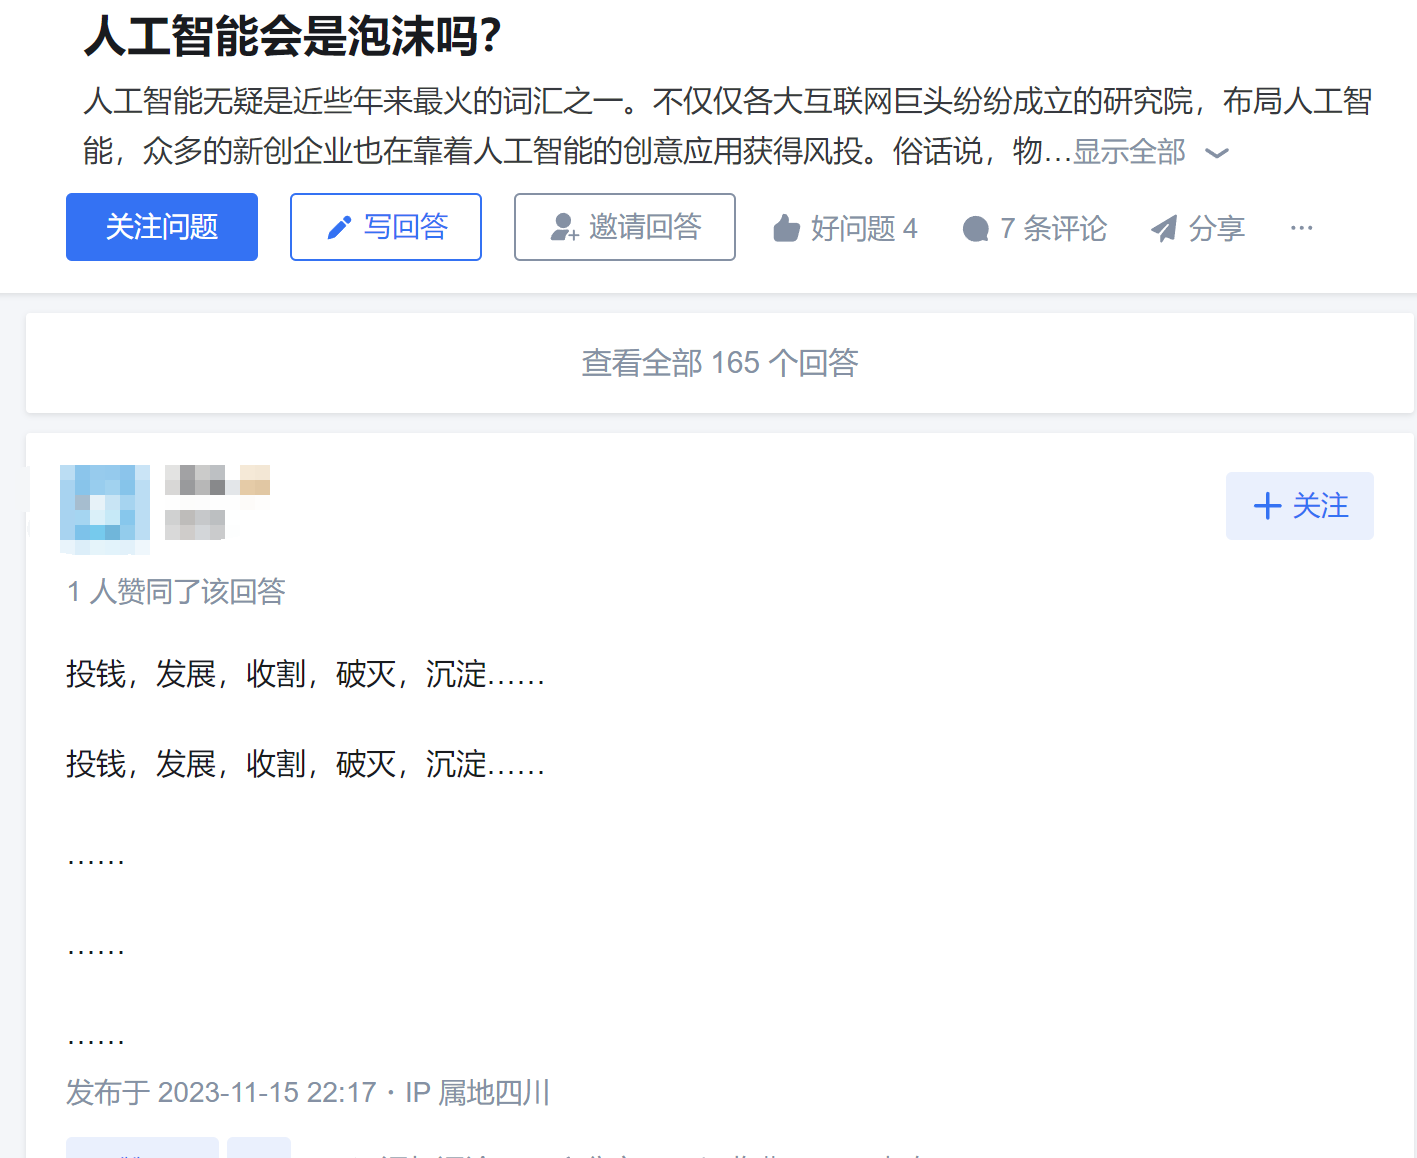 人工智能会是泡沫吗？
人工智能无疑是近些年来最火的词汇之一。不仅仅各大互联网巨头纷纷成立的研究院，布局人工智
能，众多的新创企业也在靠着人工智能的创意应用获得风投。俗话说，物…显示全部
关注问题 写回答 邀请回答 好问题 4 7 条评论 分享 ···
查看全部 165 个回答
+ 关注
1 人赞同了该回答
投钱，发展，收割，破灭，沉淀……
投钱，发展，收割，破灭，沉淀……
……
……
……
发布于 2023-11-15 22:17・IP 属地四川